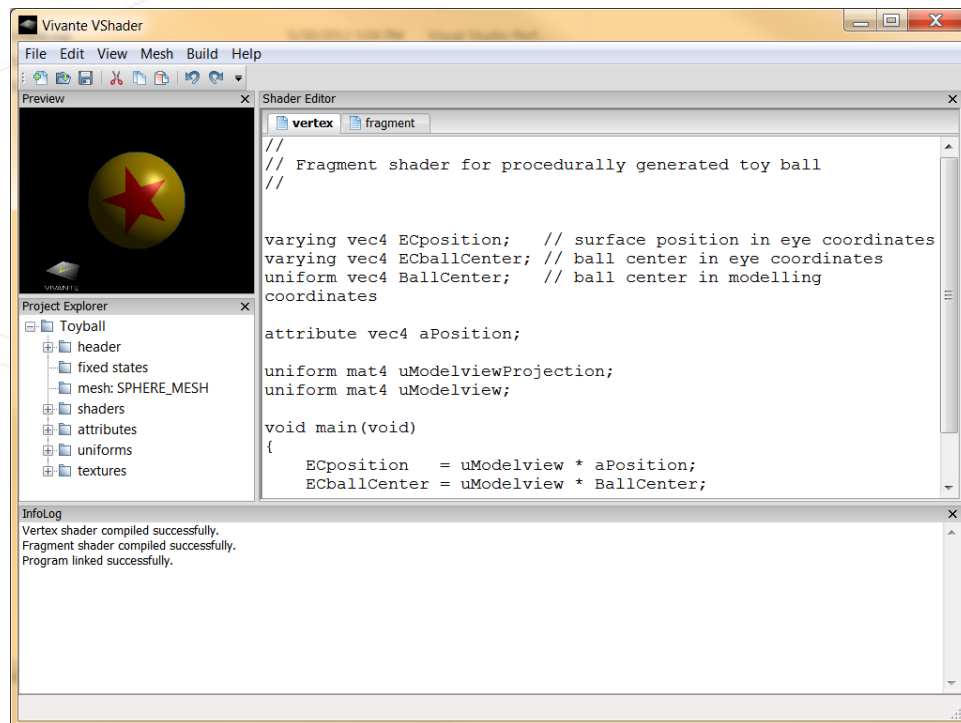 Vivante VShader
File Edit View Mesh Build Help
Preview
VIVANTE
Project Explorer
Toyball
header
fixed states
mesh: SPHERE_MESH
shaders
attributes
uniforms
textures
Shader Editor
vertex fragment
//
// Fragment shader for procedurally generated toy ball
//
varying vec4 ECposition; // surface position in eye coordinates
varying vec4 ECballCenter; // ball center in eye coordinates
uniform vec4 BallCenter; // ball center in modelling
coordinates
attribute vec4 aPosition;
uniform mat4 uModelviewProjection;
uniform mat4 uModelview;
void main(void)
{
ECposition = uModelview * aPosition;
ECballCenter = uModelview * BallCenter;
InfoLog
Vertex shader compiled successfully.
Fragment shader compiled successfully.
Program linked successfully.